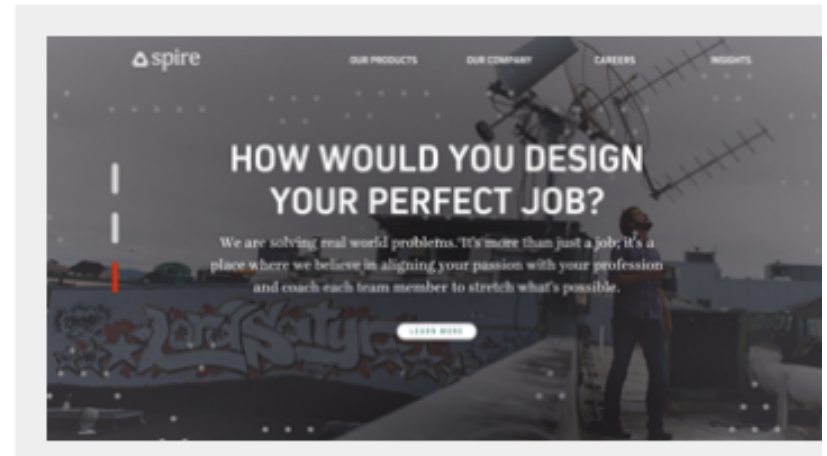 spire
OUR PRODUCTS OUR COMPANY CAREERS INSIGHTS
HOW WOULD YOU DESIGN
YOUR PERFECT JOB?
We are solving real world problems. It's more than just a job; it's a
place where we believe in aligning your passion with your profession
and coach each team member to stretch what's possible.
LEARN MORE
LordSatyr